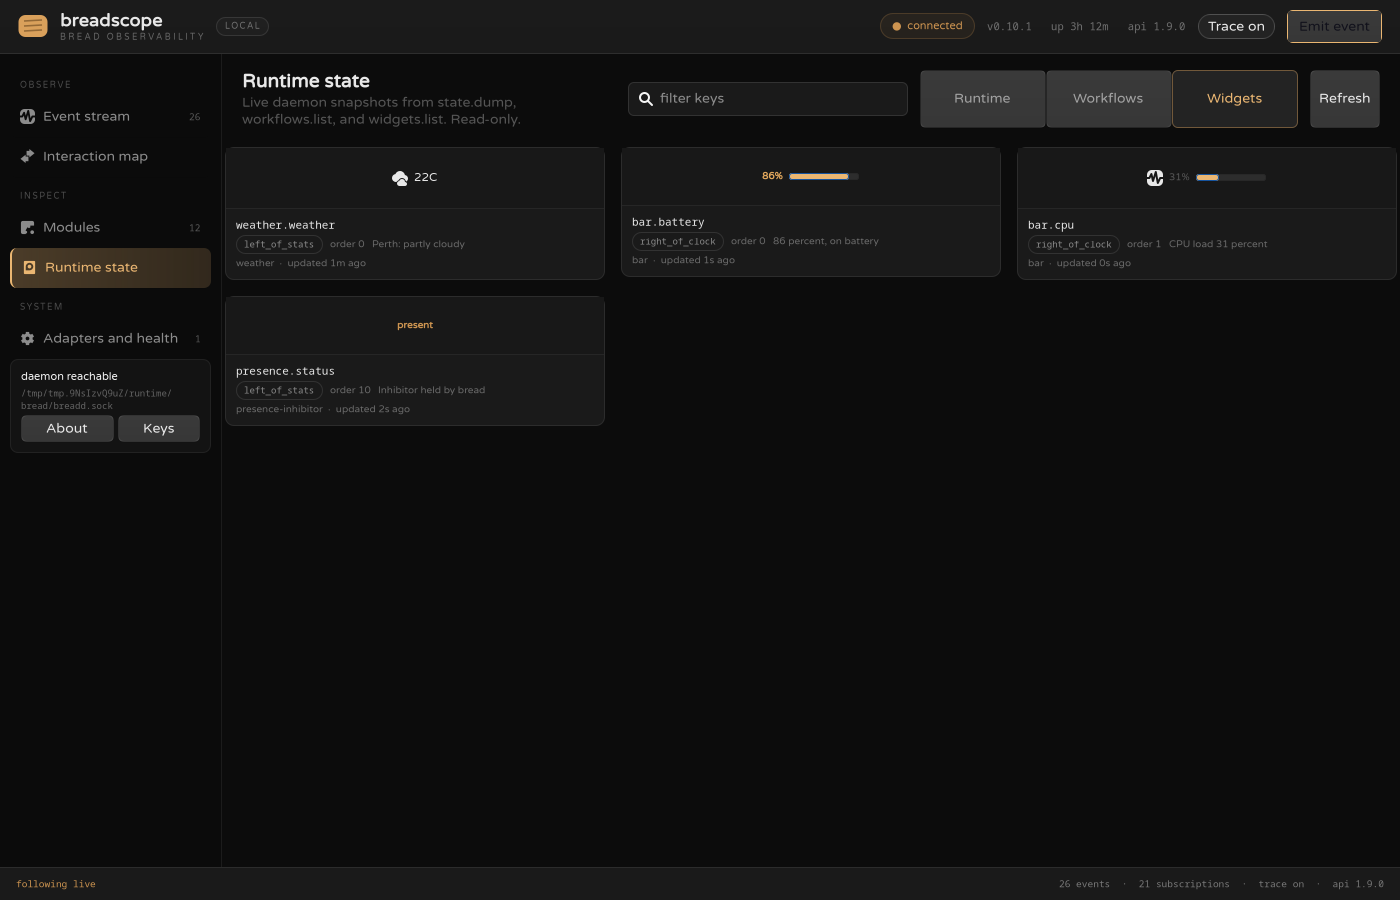 breadscope
BREAD OBSERVABILITY
LOCAL
connected
v0.10.1
up 3h 12m
api 1.9.0
Trace on
Emit event
OBSERVE
Event stream 26
Interaction map
INSPECT
Modules 12
Runtime state
SYSTEM
Adapters and health 1
daemon reachable
/tmp/tmp.9NsIzvQ9uZ/runtime/
bread/breadd.sock
About
Keys
Runtime state
Live daemon snapshots from state.dump,
workflows.list, and widgets.list. Read-only.
filter keys
Runtime
Workflows
Widgets
Refresh
22C
weather.weather
left_of_stats order 0 Perth: partly cloudy
weather · updated 1m ago
86%
bar.battery
right_of_clock order 0 86 percent, on battery
bar · updated 1s ago
31%
bar.cpu
right_of_clock order 1 CPU load 31 percent
bar · updated 0s ago
present
presence.status
left_of_stats order 10 Inhibitor held by bread
presence-inhibitor · updated 2s ago
following live
26 events · 21 subscriptions · trace on · api 1.9.0